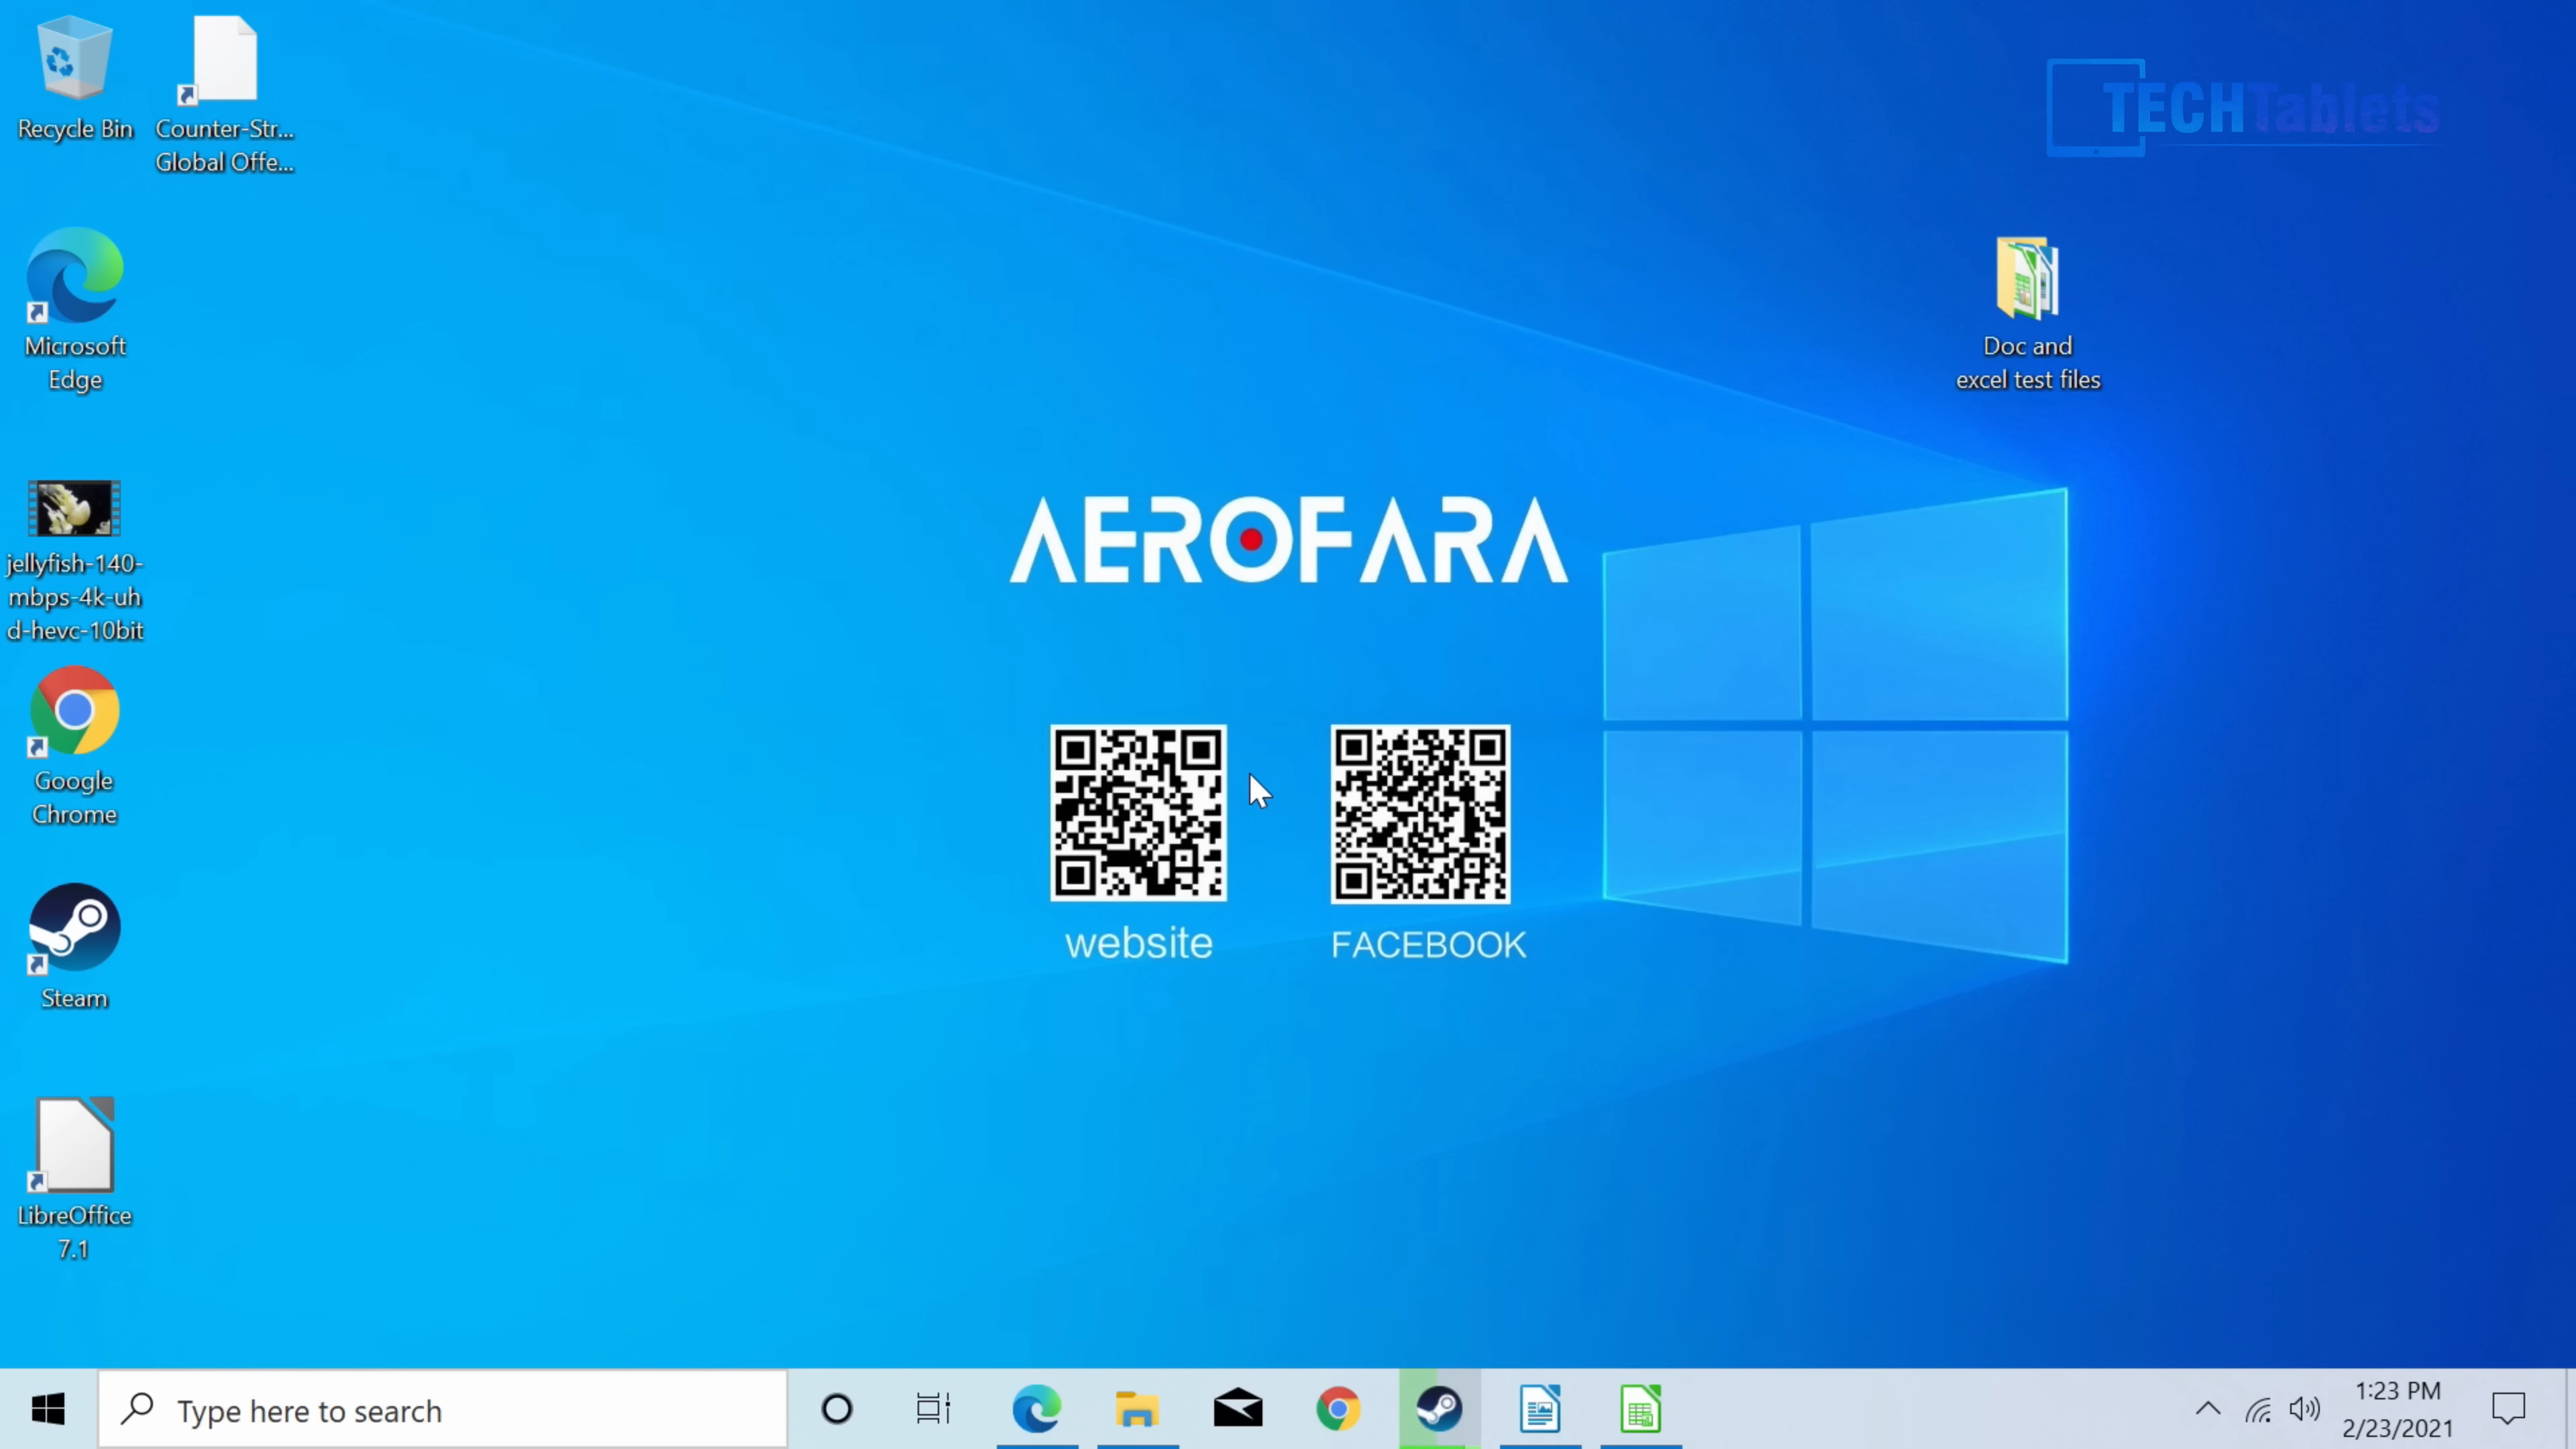 TECHTablets
Recycle Bin
Counter-Str...
Global Offe...
Microsoft
Edge
Doc and
excel test files
jellyfish-140-
mbps-4k-uh
d-hevc-10bit
AEROFARA
Google
Chrome
website
FACEBOOK
Steam
LibreOffice
7.1
Type here to search
1:23 PM
2/23/2021